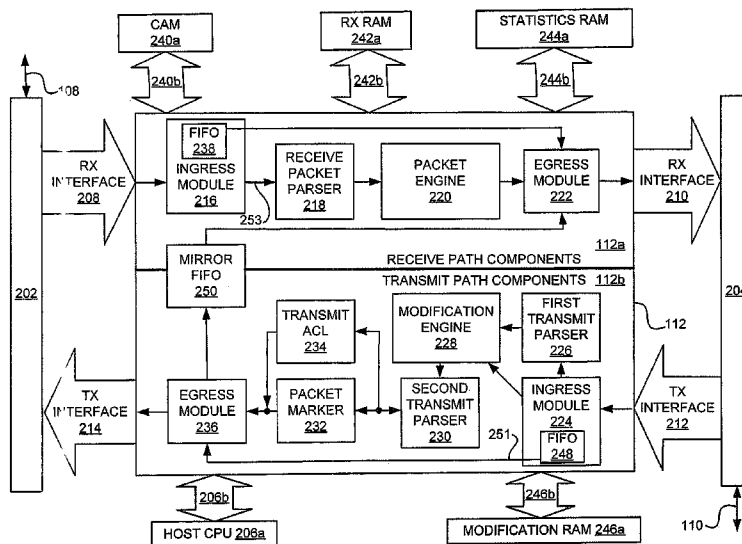 CAM
240a
RX RAM
242a
STATISTICS RAM
244a
108
240b
242b
244b
FIFO
238
INGRESS
MODULE
216
RECEIVE
PACKET
PARSER
218
PACKET
ENGINE
220
EGRESS
MODULE
222
RX
INTERFACE
208
RX
INTERFACE
210
253
112a
RECEIVE PATH COMPONENTS
MIRROR
FIFO
250
TRANSMIT PATH COMPONENTS
112b
202
204
112
TRANSMIT
ACL
234
MODIFICATION
ENGINE
228
FIRST
TRANSMIT
PARSER
226
TX
INTERFACE
214
EGRESS
MODULE
236
PACKET
MARKER
232
SECOND
TRANSMIT
PARSER
230
INGRESS
MODULE
224
FIFO
248
TX
INTERFACE
212
251
206b
246b
HOST CPU 206a
MODIFICATION RAM 246a
110